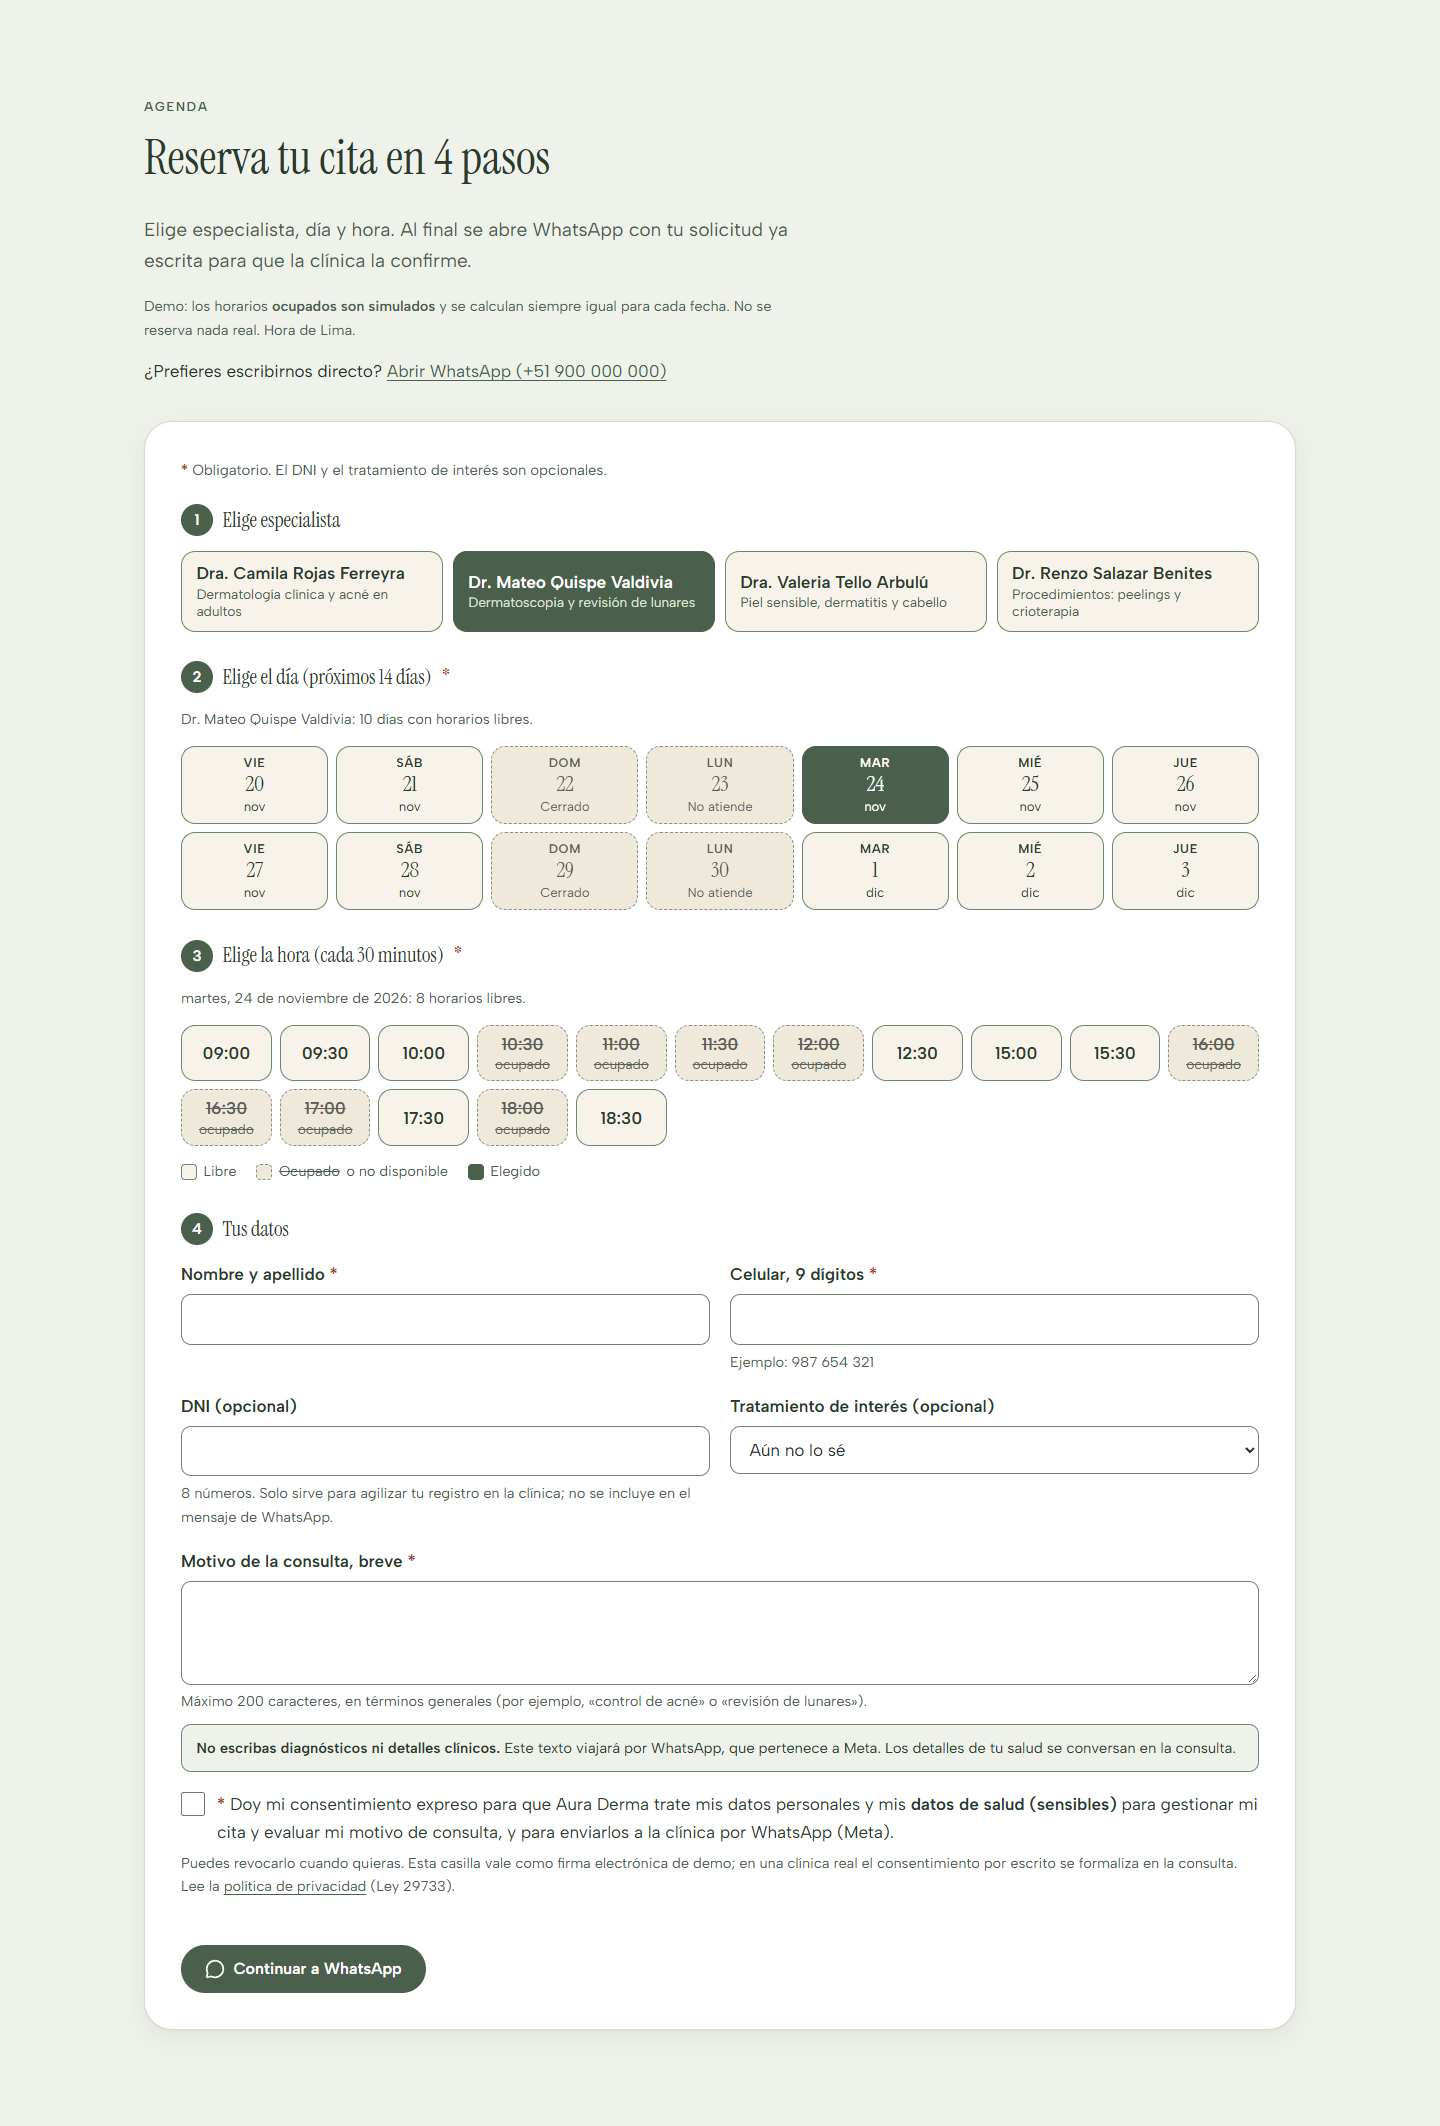 AGENDA
Reserva tu cita en 4 pasos
Elige especialista, día y hora. Al final se abre WhatsApp con tu solicitud ya
escrita para que la clínica la confirme.
Demo: los horarios ocupados son simulados y se calculan siempre igual para cada fecha. No se
reserva nada real. Hora de Lima.
¿Prefieres escribirnos directo? Abrir WhatsApp (+51 900 000 000)
* Obligatorio. El DNI y el tratamiento de interés son opcionales.
1 Elige especialista
Dra. Camila Rojas Ferreyra
Dermatología clínica y acné en
adultos
Dr. Mateo Quispe Valdivia
Dermatoscopia y revisión de lunares
Dra. Valeria Tello Arbulú
Piel sensible, dermatitis y cabello
Dr. Renzo Salazar Benites
Procedimientos: peelings y
crioterapia
2 Elige el día (próximos 14 días) *
Dr. Mateo Quispe Valdivia: 10 días con horarios libres.
VIE SÁB DOM LUN MAR MIÉ JUE
20 21 22 23 24 25 26
nov nov Cerrado No atiende nov nov nov
VIE SÁB DOM LUN MAR MIÉ JUE
27 28 29 30 1 2 3
nov nov Cerrado No atiende dic dic dic
3 Elige la hora (cada 30 minutos) *
martes, 24 de noviembre de 2026: 8 horarios libres.
09:00 09:30 10:00 10:30 11:00 11:30 12:00 12:30 15:00 15:30 16:00
ocupado ocupado ocupado ocupado ocupado
16:30 17:00 17:30 18:00 18:30
ocupado ocupado ocupado
Libre Ocupado o no disponible Elegido
4 Tus datos
Nombre y apellido * Celular, 9 dígitos *
Ejemplo: 987 654 321
DNI (opcional) Tratamiento de interés (opcional)
Aún no lo sé
8 números. Solo sirve para agilizar tu registro en la clínica; no se incluye en el
mensaje de WhatsApp.
Motivo de la consulta, breve *
Máximo 200 caracteres, en términos generales (por ejemplo, «control de acné» o «revisión de lunares»).
No escribas diagnósticos ni detalles clínicos. Este texto viajará por WhatsApp, que pertenece a Meta. Los detalles de tu salud se conversan en la consulta.
* Doy mi consentimiento expreso para que Aura Derma trate mis datos personales y mis datos de salud (sensibles) para gestionar mi
cita y evaluar mi motivo de consulta, y para enviarlos a la clínica por WhatsApp (Meta).
Puedes revocarlo cuando quieras. Esta casilla vale como firma electrónica de demo; en una clínica real el consentimiento por escrito se formaliza en la consulta.
Lee la política de privacidad (Ley 29733).
Continuar a WhatsApp